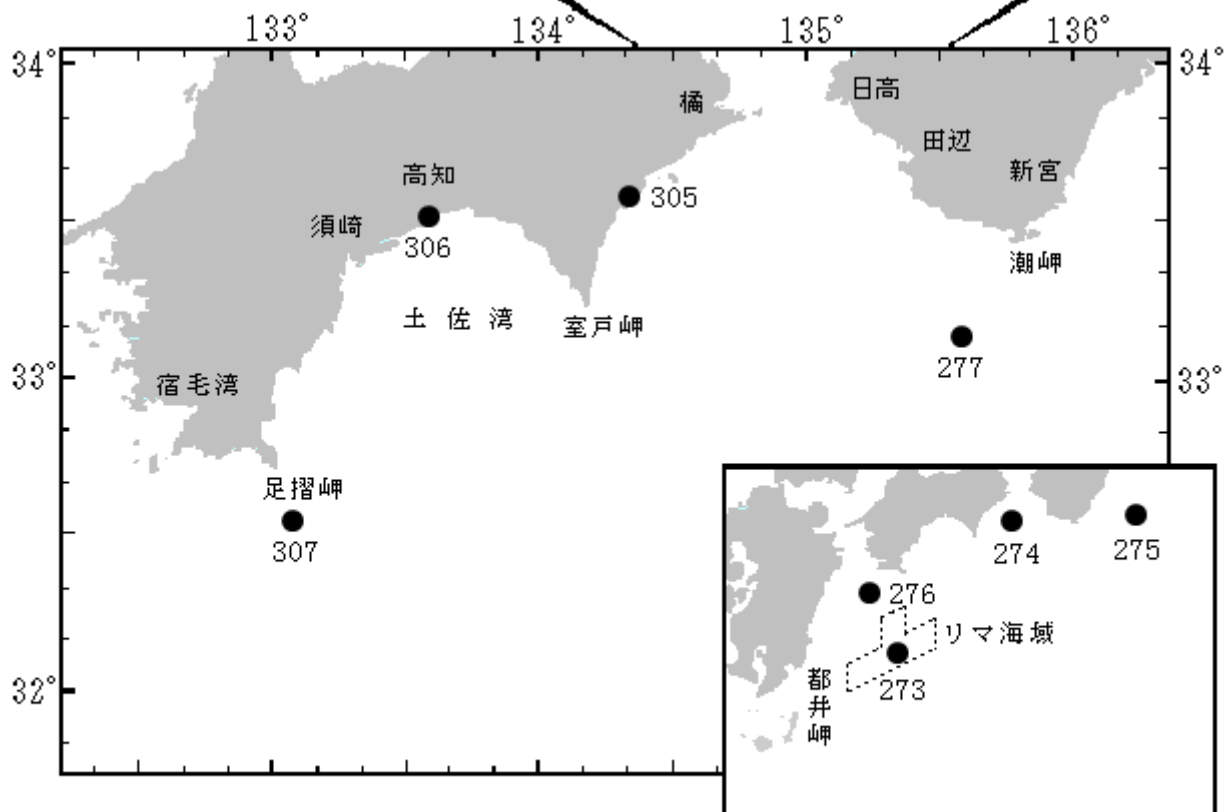 133° 134° 135° 136°
34° 34°
日高
橘
田辺
新宮
高知
305
須崎
306
潮岬
土佐湾
室戸岬
277
33° 33°
宿毛湾
足摺岬
307
274 275
276
リマ海域
273
都井岬
32°